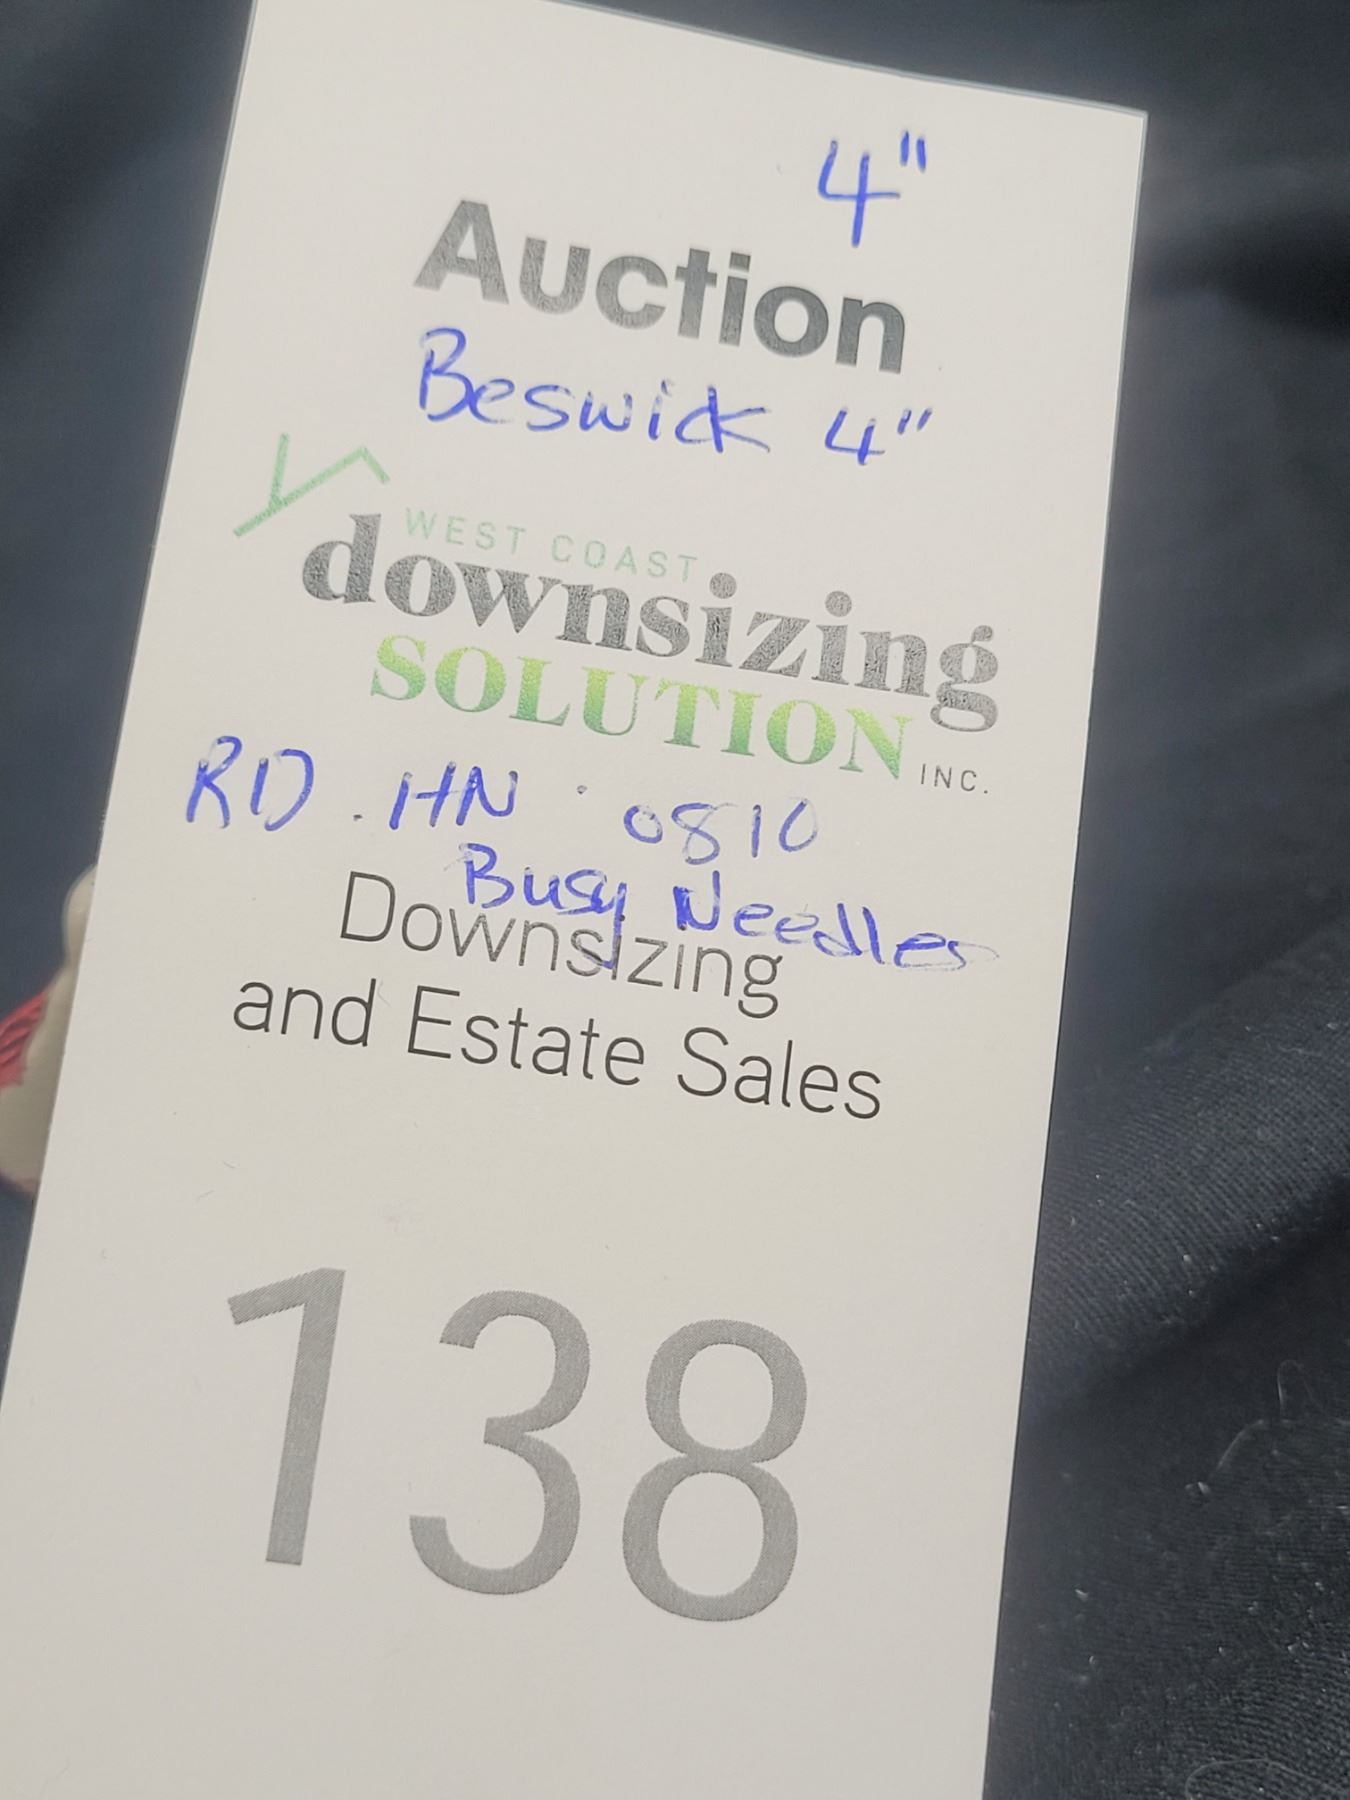 4"
Auction
Beswick 4"
WEST COAST
downsizing
SOLUTION INC.
RD. HN. 0810
Busy Needles
Downsizing
and Estate Sales
138